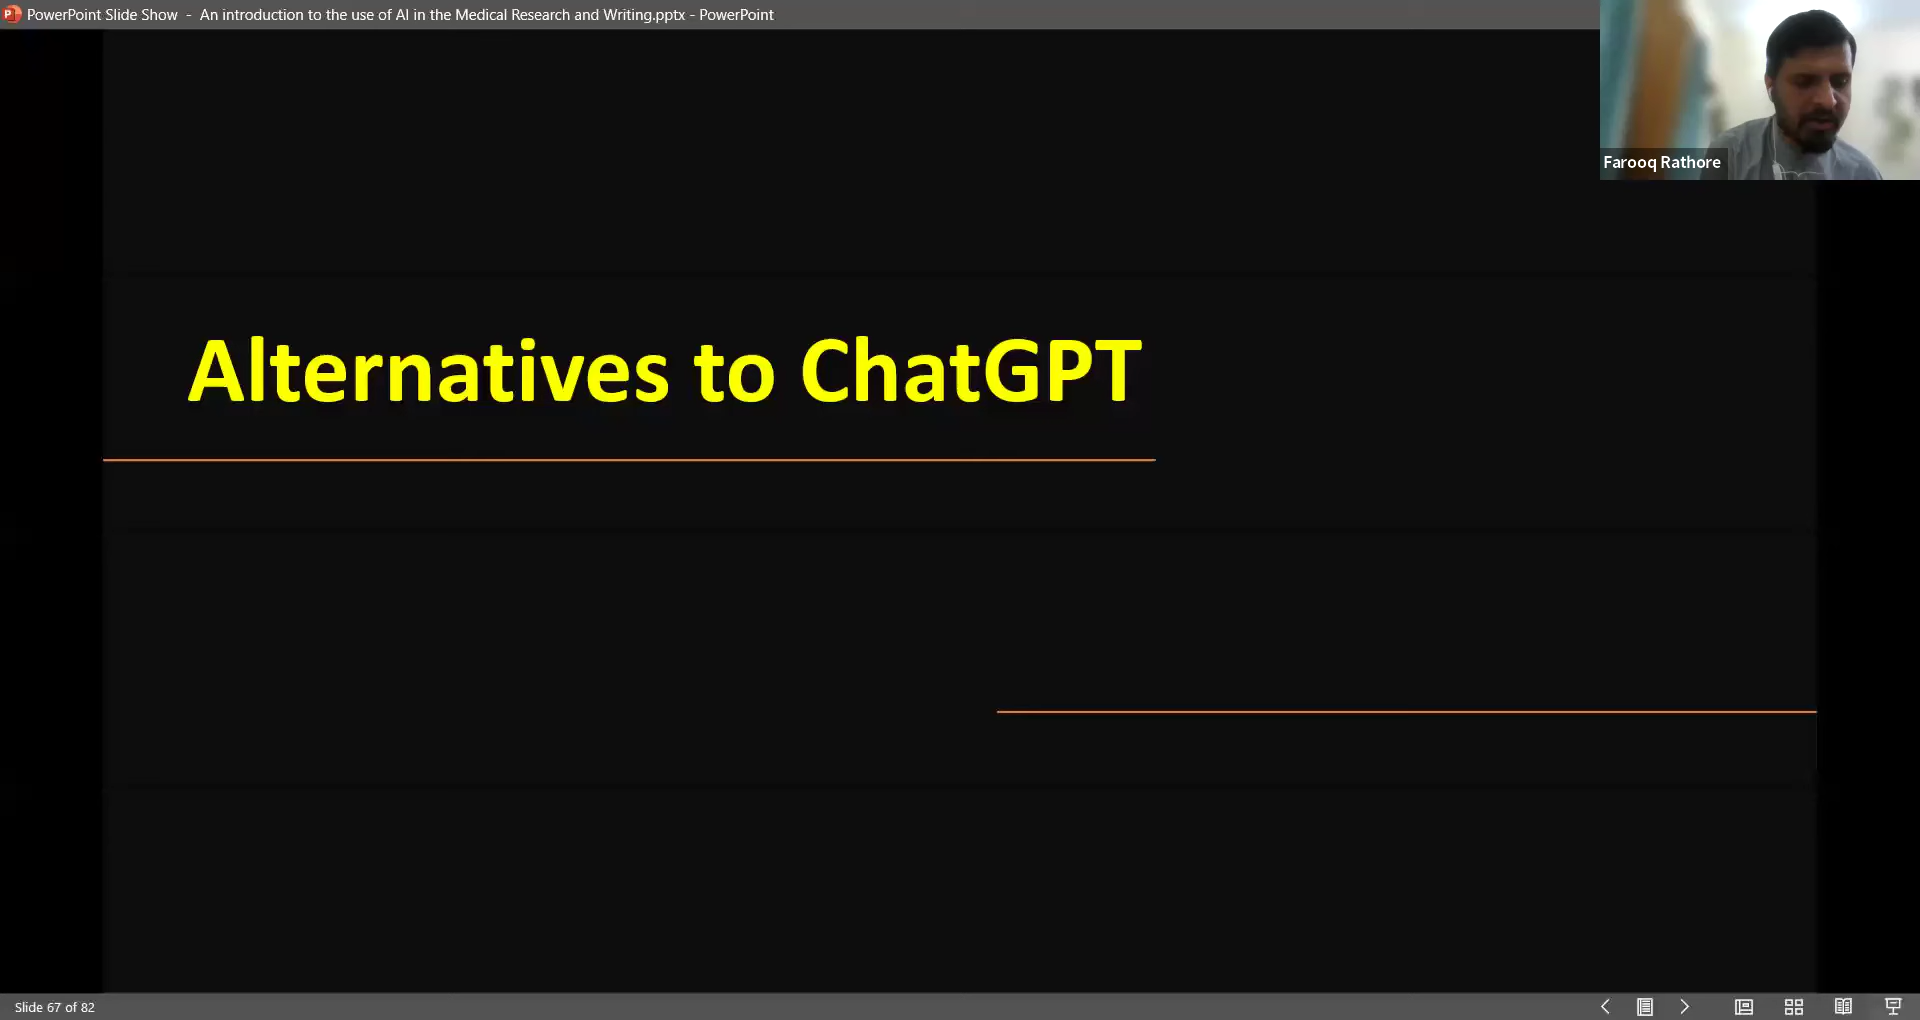 PowerPoint Slide Show - An introduction to the use of AI in the Medical Research and Writing.pptx - PowerPoint
Farooq Rathore
Alternatives to ChatGPT
Slide 67 of 82